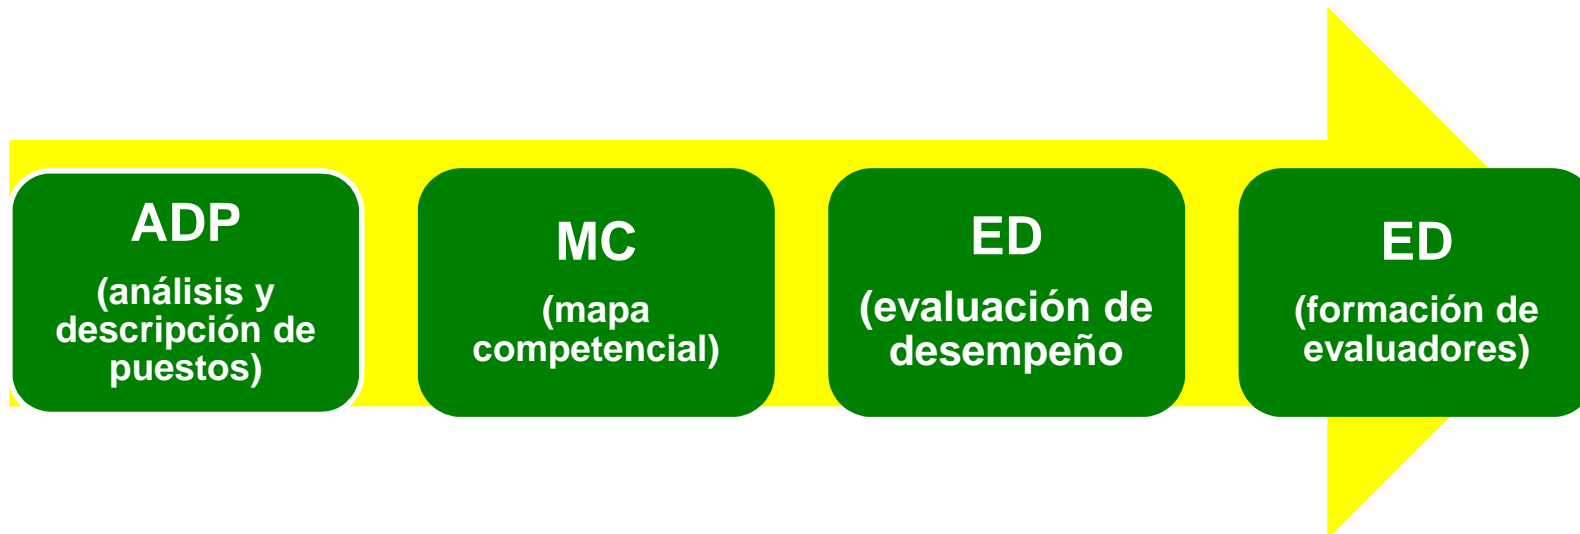 ADP
(análisis y
descripción de
puestos)
MC
(mapa
competencial)
ED
(evaluación de
desempeño
ED
(formación de
evaluadores)